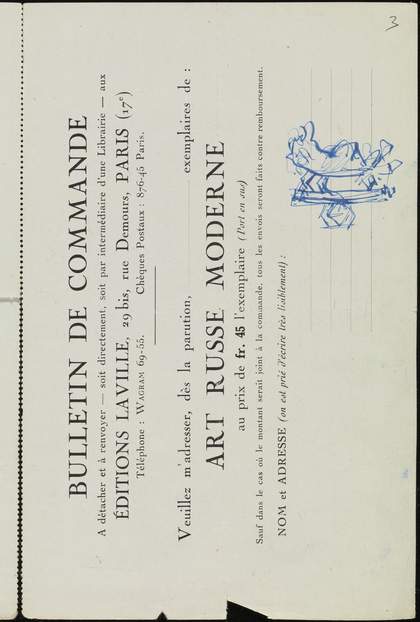 3
BULLETIN DE COMMANDE
A détacher et à renvoyer — soit directement, soit par intermédiaire d'une Librairie — aux
ÉDITIONS LAVILLE, 29 bis, rue Demours, PARIS (17e)
Téléphone : WAGRAM 69-55. Chèques Postaux : 876-45 Paris.
Veuillez m'adresser, dès la parution, exemplaires de :
ART RUSSE MODERNE
au prix de fr. 45 l'exemplaire (Port en sus)
Sauf dans le cas où le montant serait joint à la commande, tous les envois seront faits contre remboursement.
NOM et ADRESSE (on est prié d'écrire très lisiblement) :